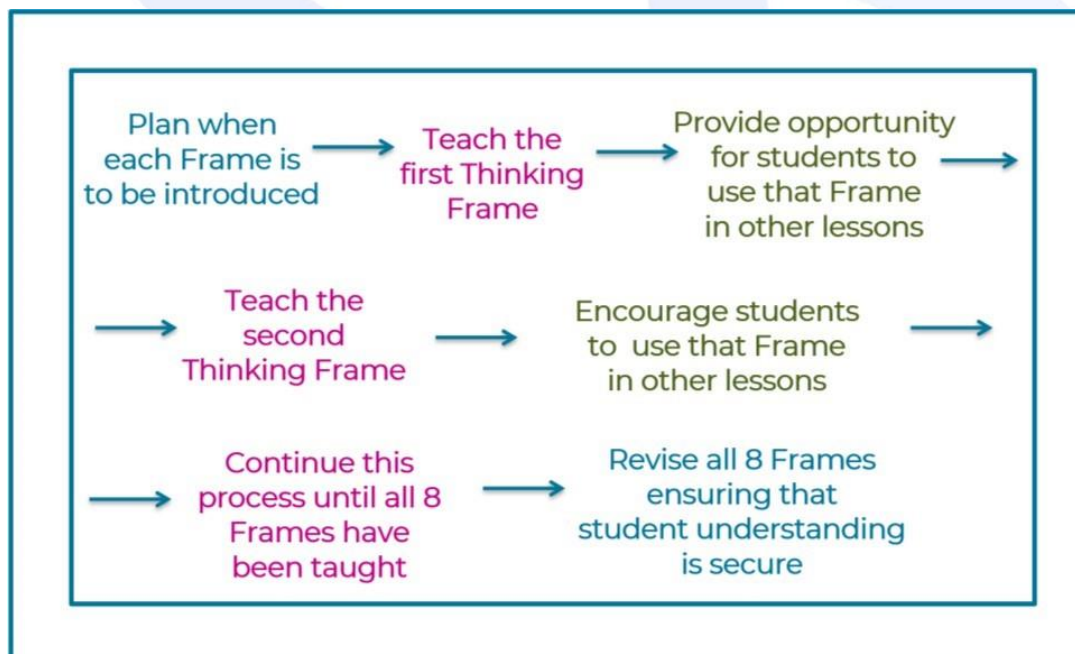 Plan when
each Frame is
to be introduced
Teach the
first Thinking
Frame
Provide opportunity
for students to
use that Frame
in other lessons
Teach the
second
Thinking Frame
Encourage students
to use that Frame
in other lessons
Continue this
process until all 8
Frames have
been taught
Revise all 8 Frames
ensuring that
student understanding
is secure